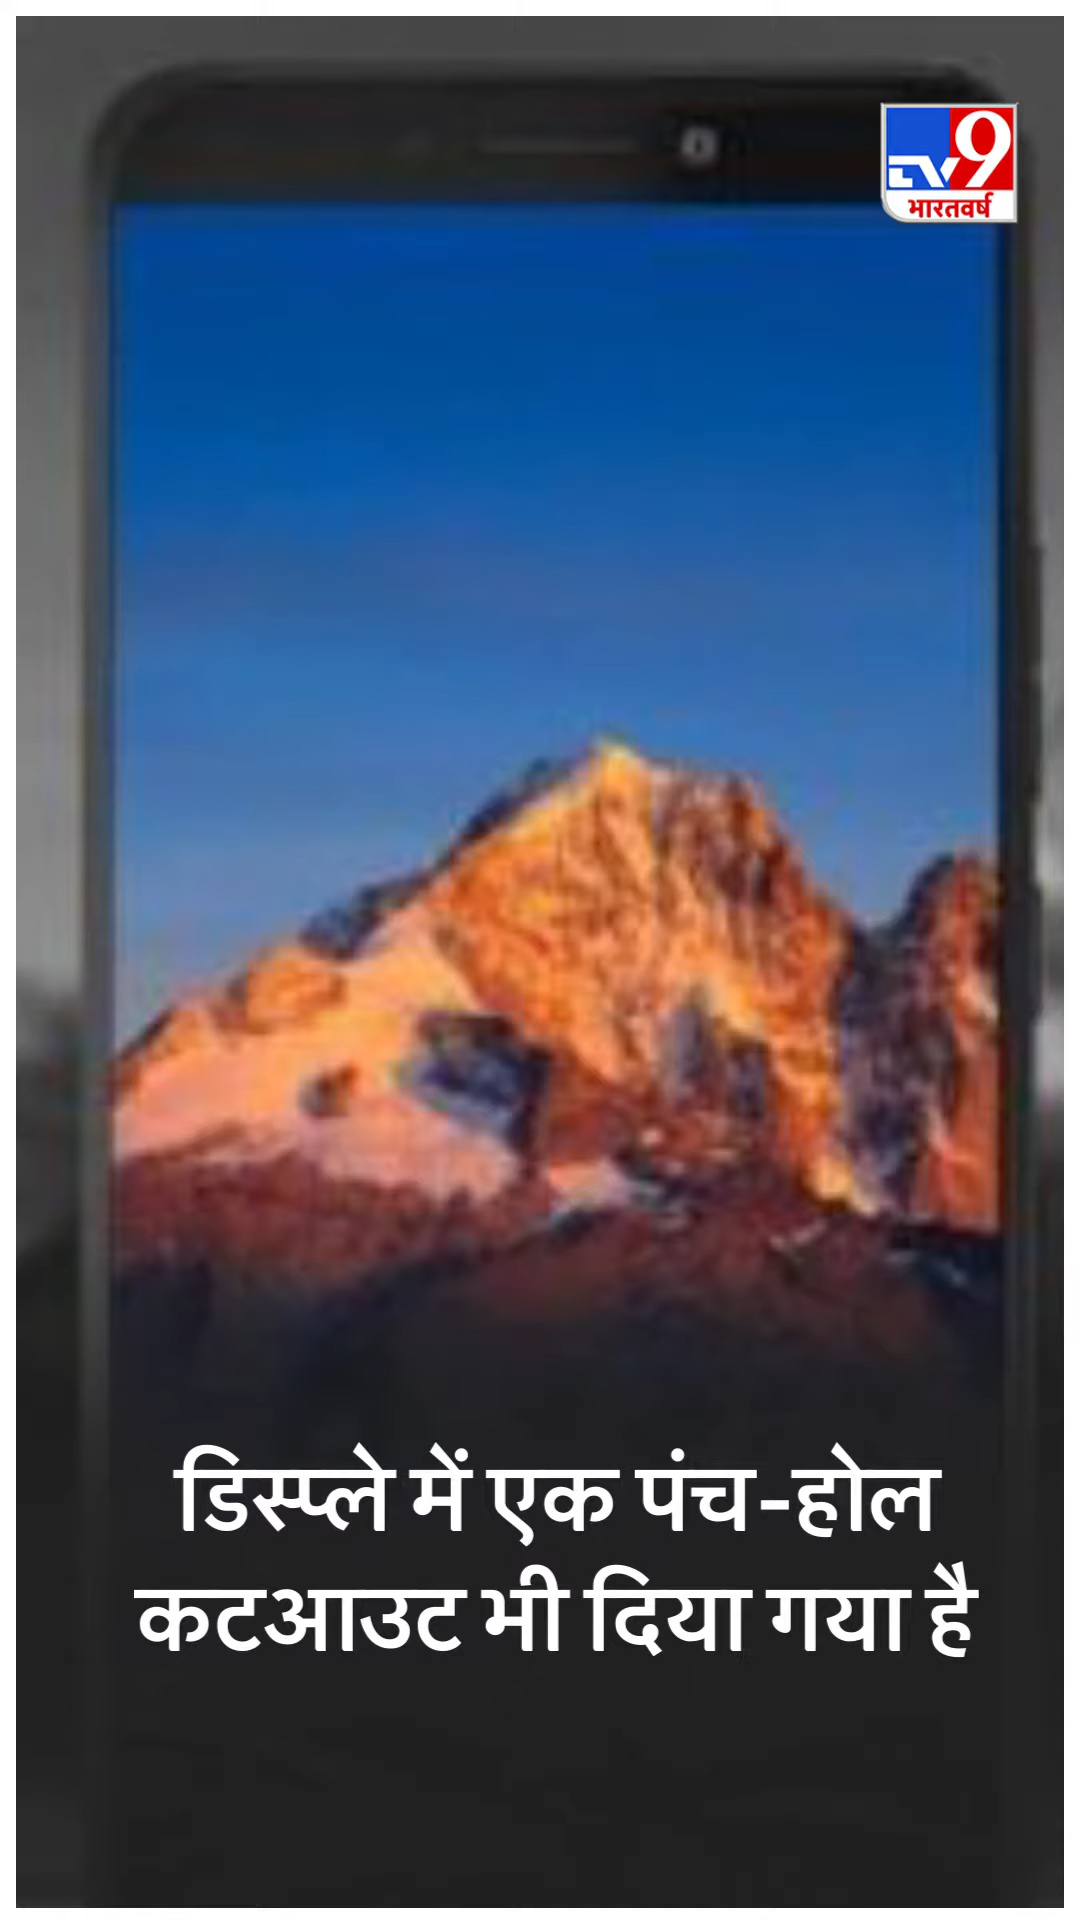 TV9
भारतवर्ष
डिस्प्ले में एक पंच-होल
कटआउट भी दिया गया है